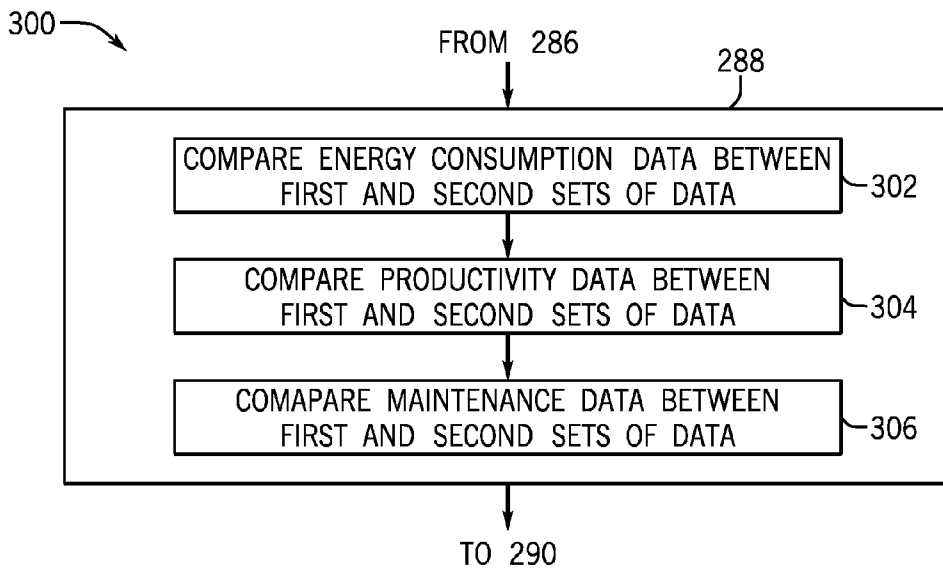 300
FROM 286
288
COMPARE ENERGY CONSUMPTION DATA BETWEEN
FIRST AND SECOND SETS OF DATA
302
COMPARE PRODUCTIVITY DATA BETWEEN
FIRST AND SECOND SETS OF DATA
304
COMAPARE MAINTENANCE DATA BETWEEN
FIRST AND SECOND SETS OF DATA
306
TO 290